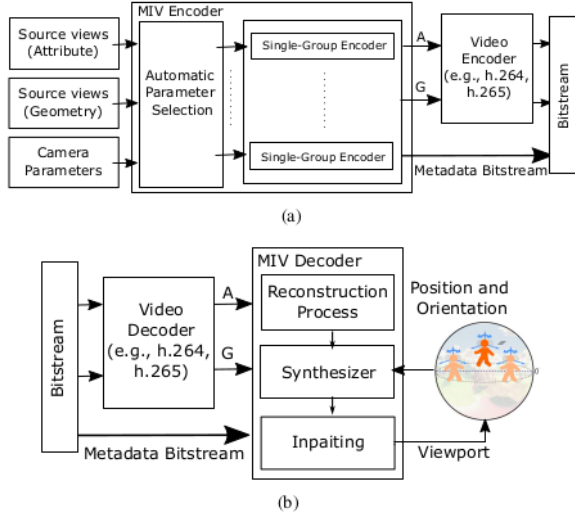 MIV Encoder
Source views
(Attribute)
Source views
(Geometry)
Camera
Parameters
Automatic
Parameter
Selection
Single-Group Encoder
Single-Group Encoder
A
G
Video
Encoder
(e.g., h.264,
h.265)
Metadata Bitstream
Bitstream
(a)
Bitstream
Video
Decoder
(e.g., h.264,
h.265)
A
G
Metadata Bitstream
MIV Decoder
Reconstruction
Process
Synthesizer
Inpaiting
Position and
Orientation
Viewport
(b)